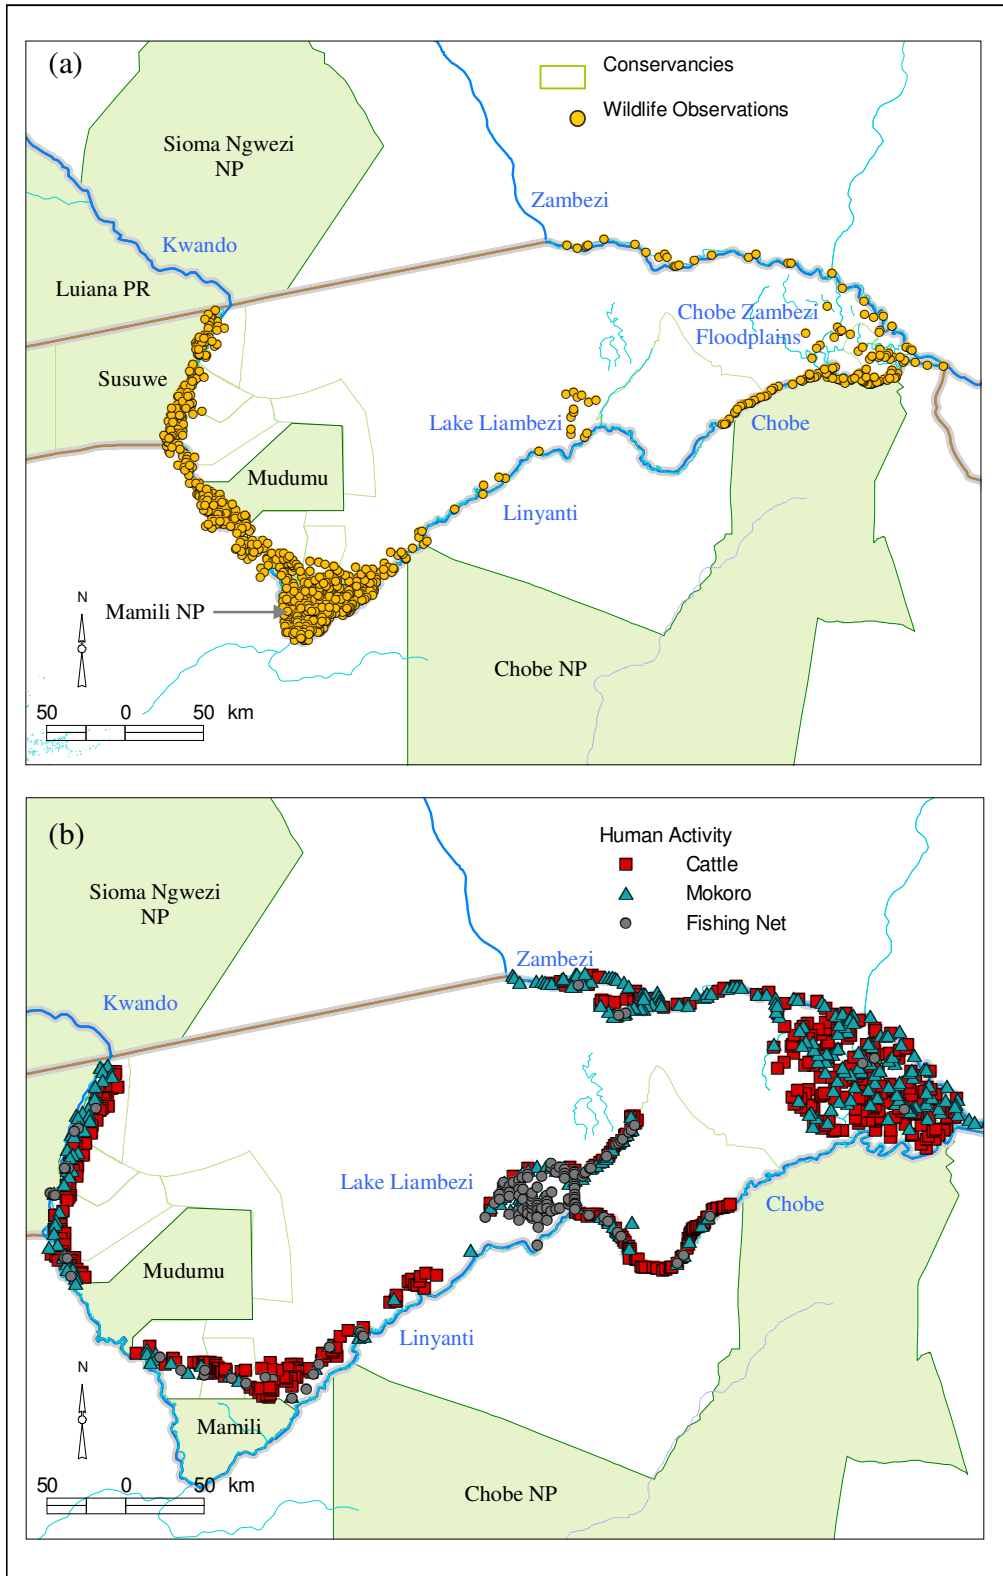 (a)
Conservancies
Wildlife Observations
Sioma Ngwezi
NP
Zambezi
Kwando
Luiana PR
Chobe Zambezi
Floodplains
Susuwe
Lake Liambezi
Chobe
Mudumu
Linyanti
N
Mamili NP
Chobe NP
50 0 50 km
(b)
Human Activity
Cattle
Mokoro
Fishing Net
Sioma Ngwezi
NP
Zambezi
Kwando
Lake Liambezi
Chobe
Mudumu
Linyanti
N
Mamili
50 0 50 km
Chobe NP